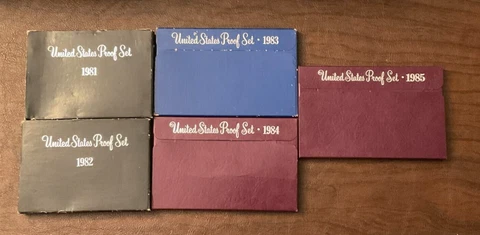 United States Proof Set
1981
United States Proof Set • 1983
United States Proof Set • 1985
United States Proof Set
1982
United States Proof Set • 1984